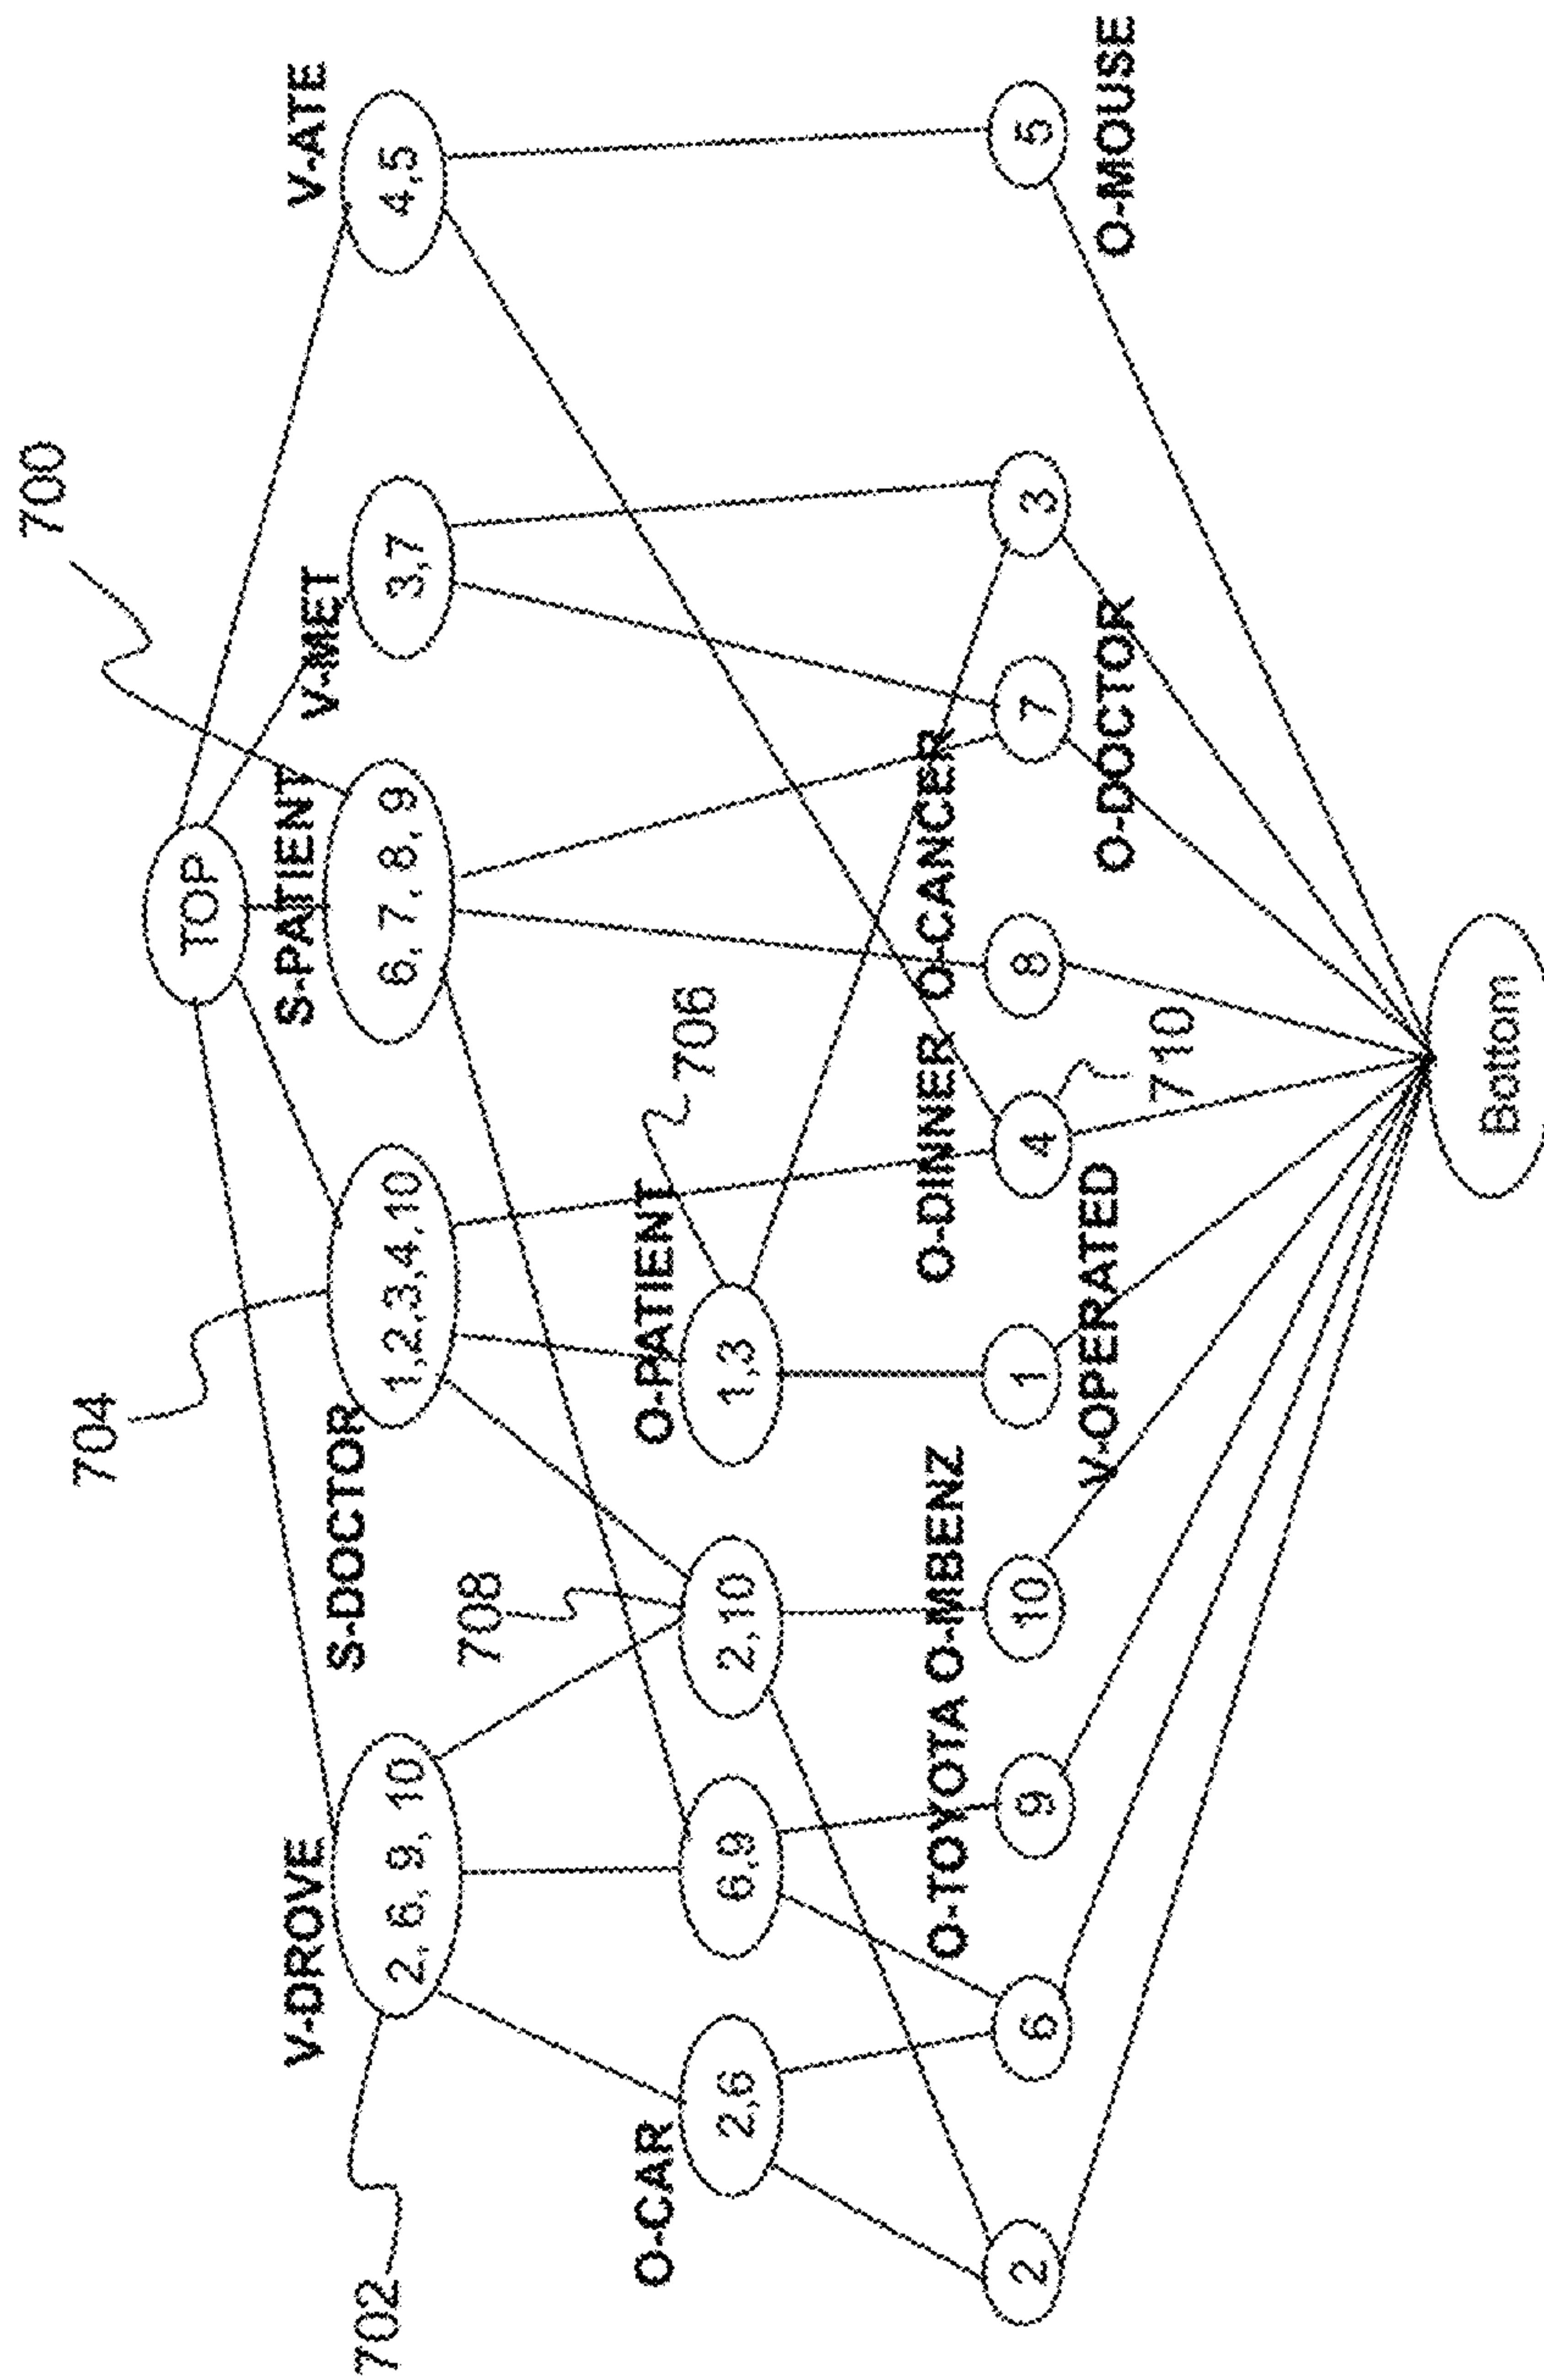 700
TOP
704
V-DROVE
S-DOCTOR
S-PATIENT
V-MET
V-ATE
702
2, 6, 9, 10
1,2,3,4,10
6, 7, 8, 9
3,7
4,5
708
O-CAR
O-PATIENT
706
2,6
6,9
2,10
1,3
O-TOYOTA O-MBENZ
O-DINNER O-CANCER
2
6
9
10
1
4
8
7
3
5
V-OPERATED
710
O-DOCTOR
O-MOUSE
Bottom